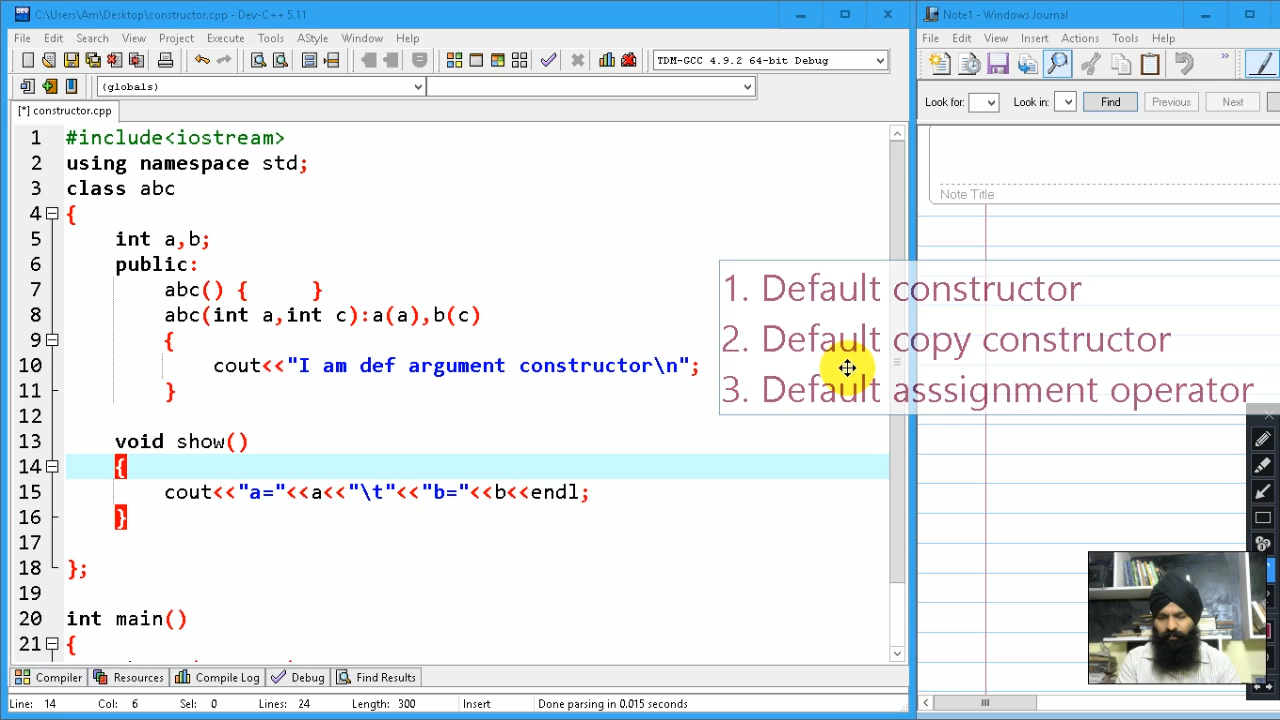 C:\Users\Am\Desktop\constructor.cpp - Dev-C++ 5.11
File Edit Search View Project Execute Tools AStyle Window Help
TDM-GCC 4.9.2 64-bit Debug
(globals)
[*] constructor.cpp
1 #include<iostream>
2 using namespace std;
3 class abc
4 {
5 int a,b;
6 public:
7 abc() { }
8 abc(int a,int c):a(a),b(c)
9 {
10 cout<<"I am def argument constructor\n";
11 }
12
13 void show()
14 {
15 cout<<"a="<<a<<"\t"<<"b="<<b<<endl;
16 }
17
18 };
19
20 int main()
21 {
Compiler Resources Compile Log Debug Find Results
Line: 14 Col: 6 Sel: 0 Lines: 24 Length: 300 Insert Done parsing in 0.015 seconds
Note1 - Windows Journal
File Edit View Insert Actions Tools Help
Look for: Look in: Find Previous Next
Note Title
1. Default constructor
2. Default copy constructor
3. Default asssignment operator